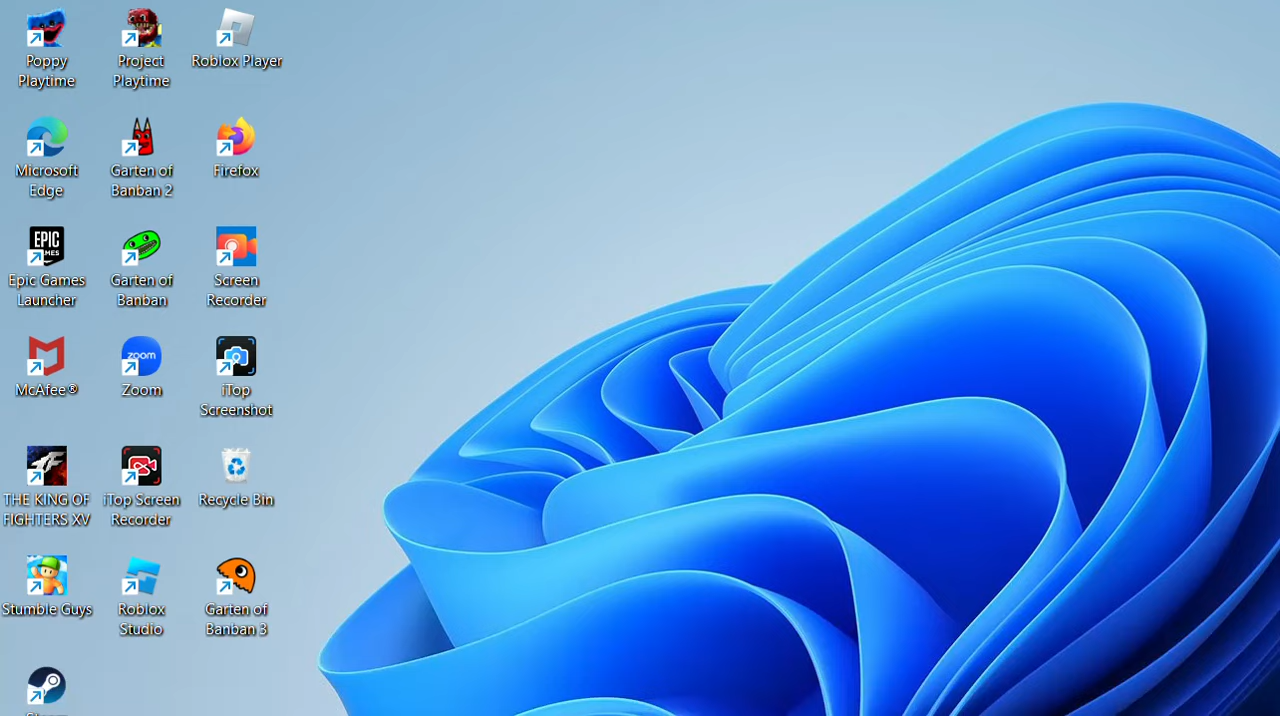 Poppy
Playtime
Project
Playtime
Roblox Player
Microsoft
Edge
Garten of
Banban 2
Firefox
EPIC
GAMES
Epic Games
Launcher
Garten of
Banban
Screen
Recorder
McAfee®
zoom
Zoom
iTop
Screenshot
THE KING OF
FIGHTERS XV
iTop Screen
Recorder
Recycle Bin
Stumble Guys
Roblox
Studio
Garten of
Banban 3